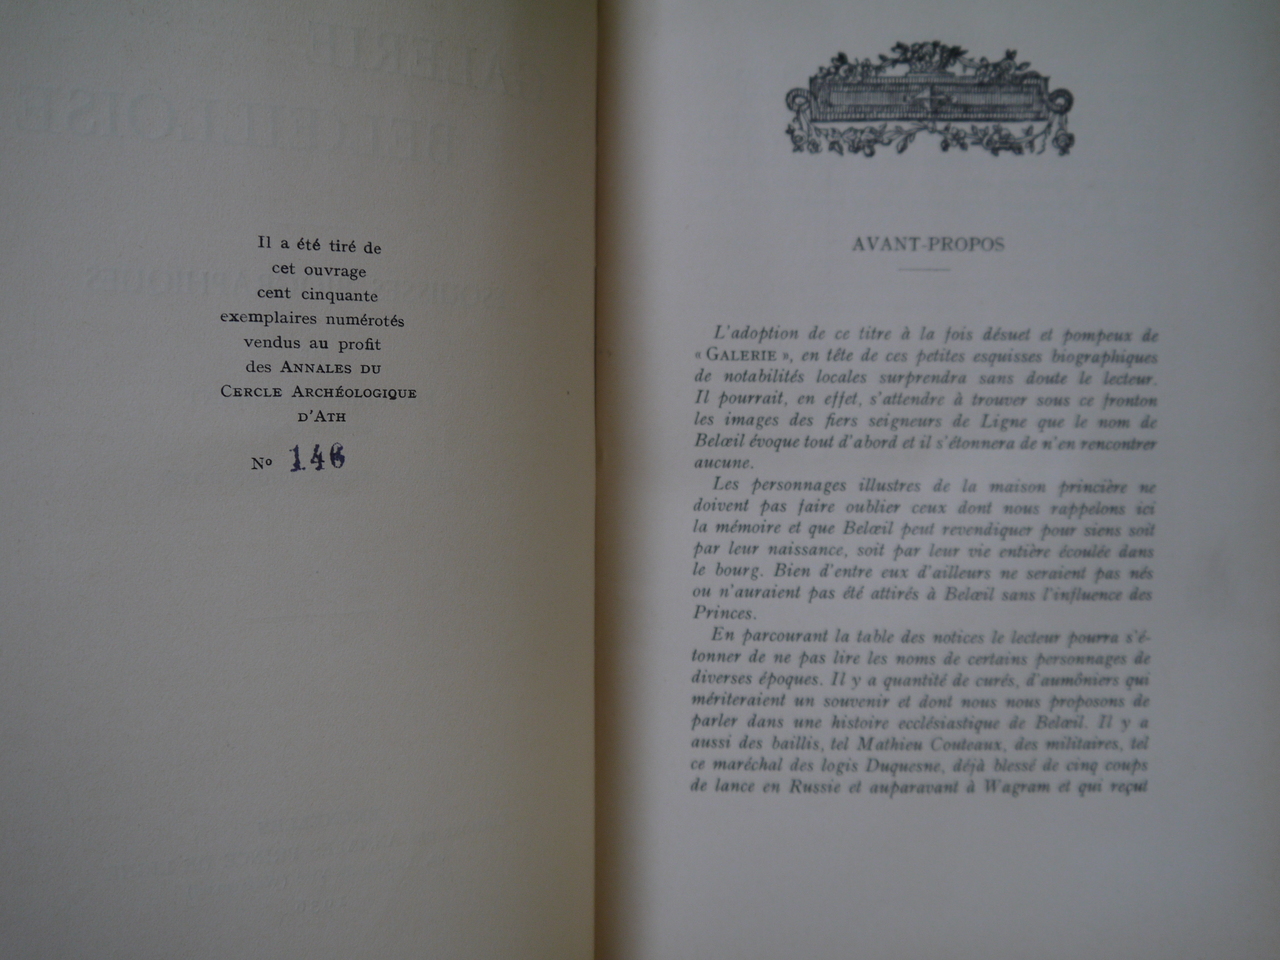 Il a été tiré de
cet ouvrage
cent cinquante
exemplaires numérotés
vendus au profit
des ANNALES DU
CERCLE ARCHÉOLOGIQUE
D'ATH
No 146
AVANT-PROPOS
L'adoption de ce titre à la fois désuet et pompeux de
« GALERIE », en tête de ces petites esquisses biographiques
de notabilités locales surprendra sans doute le lecteur.
Il pourrait, en effet, s'attendre à trouver sous ce fronton
les images des fiers seigneurs de Ligne que le nom de
Belœil évoque tout d'abord et il s'étonnera de n'en rencontrer
aucune.
Les personnages illustres de la maison princière ne
doivent pas faire oublier ceux dont nous rappelons ici
la mémoire et que Belœil peut revendiquer pour siens soit
par leur naissance, soit par leur vie entière écoulée dans
le bourg. Bien d'entre eux d'ailleurs ne seraient pas nés
ou n'auraient pas été attirés à Belœil sans l'influence des
Princes.
En parcourant la table des notices le lecteur pourra s'é-
tonner de ne pas lire les noms de certains personnages de
diverses époques. Il y a quantité de curés, d'aumôniers qui
mériteraient un souvenir et dont nous nous proposons de
parler dans une histoire ecclésiastique de Belœil. Il y a
aussi des baillis, tel Mathieu Couteaux, des militaires, tel
ce maréchal des logis Duquesne, déjà blessé de cinq coups
de lance en Russie et auparavant à Wagram et qui reçut